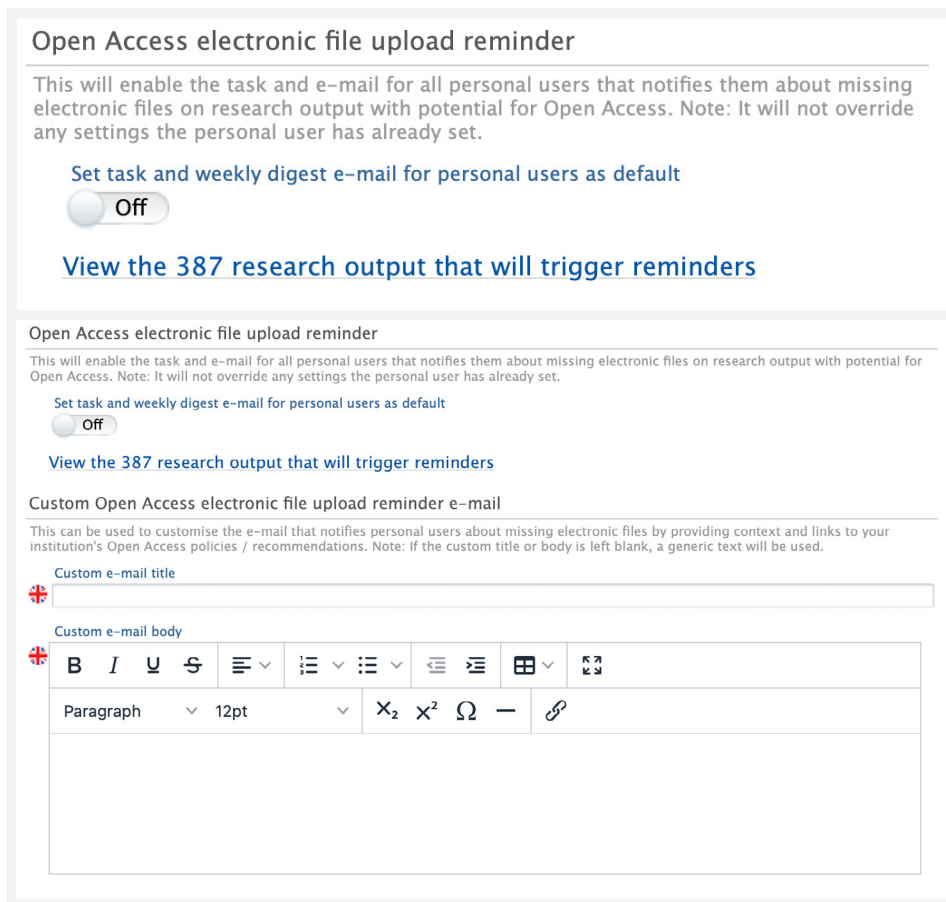 Open Access electronic file upload reminder
This will enable the task and e-mail for all personal users that notifies them about missing
electronic files on research output with potential for Open Access. Note: It will not override
any settings the personal user has already set.
Set task and weekly digest e-mail for personal users as default
Off
View the 387 research output that will trigger reminders
Open Access electronic file upload reminder
This will enable the task and e-mail for all personal users that notifies them about missing electronic files on research output with potential for
Open Access. Note: It will not override any settings the personal user has already set.
Set task and weekly digest e-mail for personal users as default
Off
View the 387 research output that will trigger reminders
Custom Open Access electronic file upload reminder e-mail
This can be used to customise the e-mail that notifies personal users about missing electronic files by providing context and links to your
institution's Open Access policies / recommendations. Note: If the custom title or body is left blank, a generic text will be used.
Custom e-mail title
Custom e-mail body
B I U S
Paragraph 12pt X₂ X² Ω